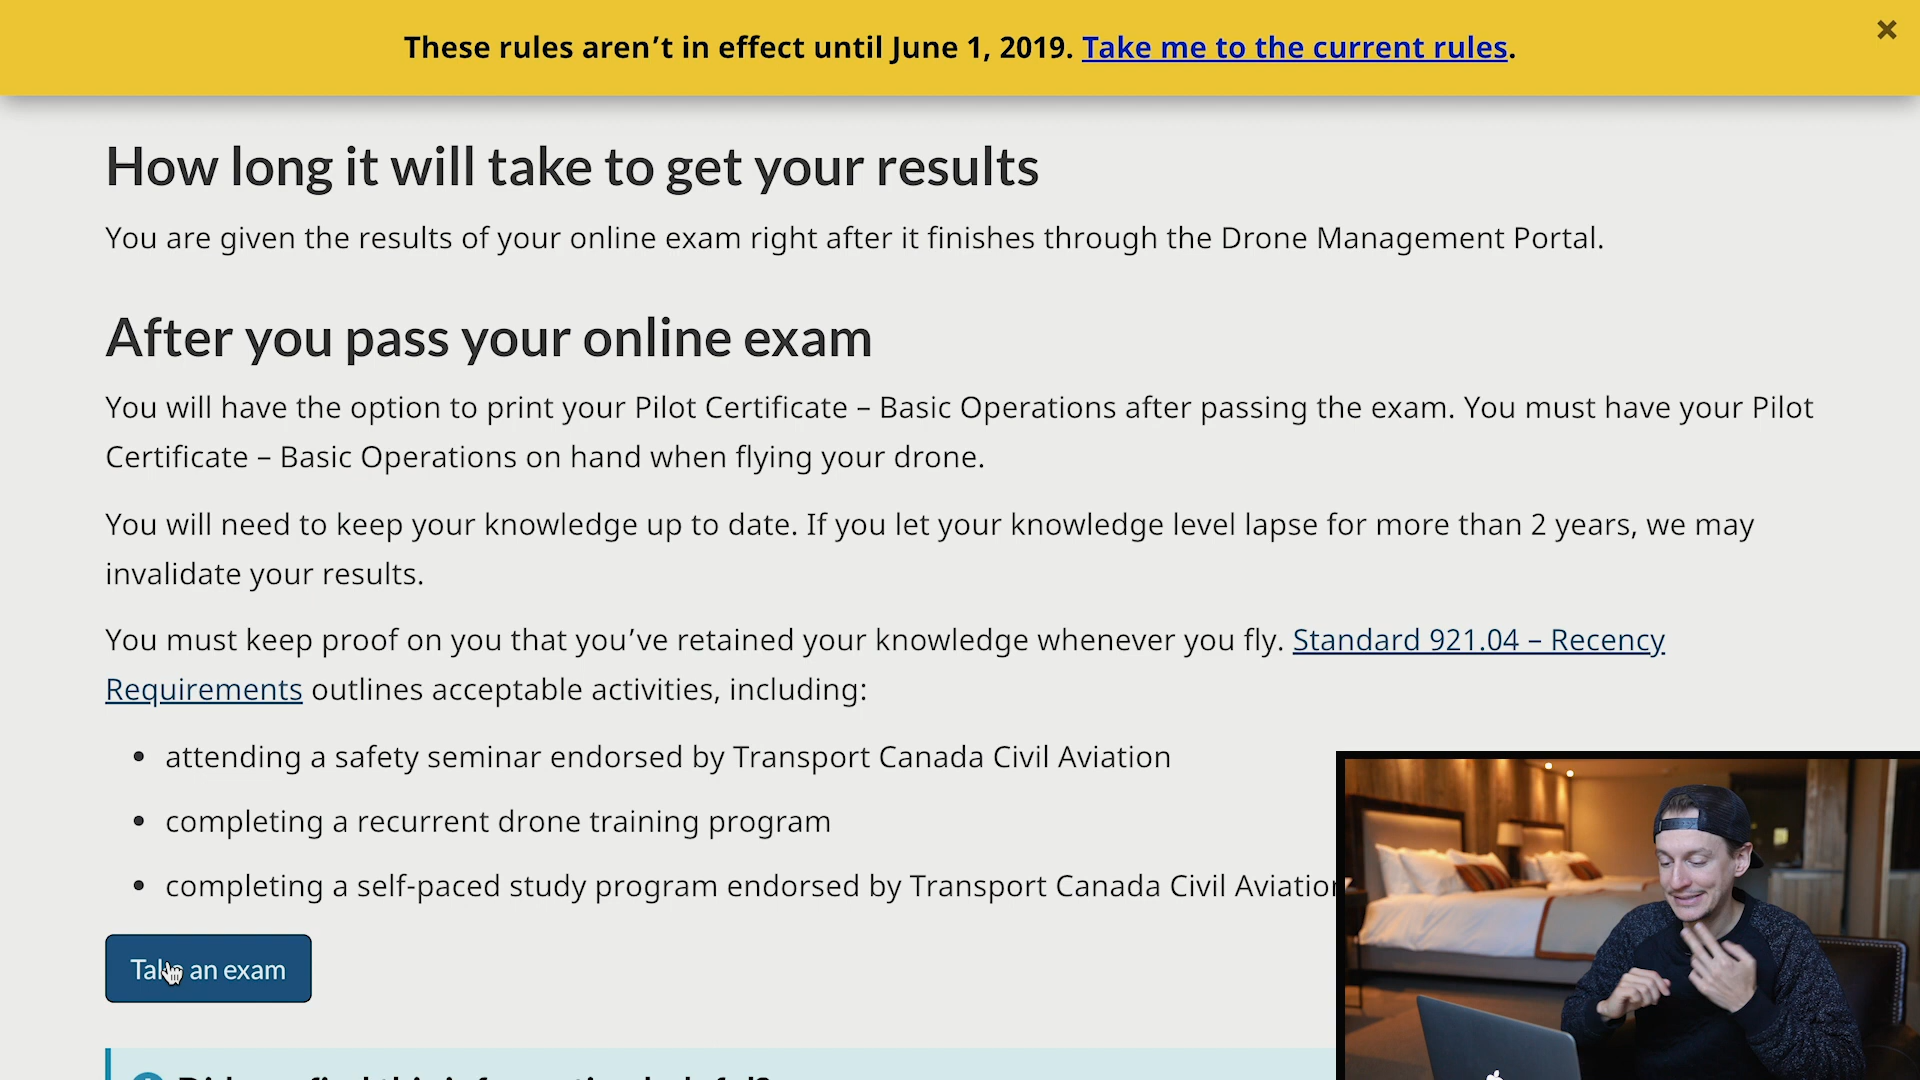 These rules aren't in effect until June 1, 2019. Take me to the current rules.
How long it will take to get your results
You are given the results of your online exam right after it finishes through the Drone Management Portal.
After you pass your online exam
You will have the option to print your Pilot Certificate – Basic Operations after passing the exam. You must have your Pilot
Certificate – Basic Operations on hand when flying your drone.
You will need to keep your knowledge up to date. If you let your knowledge level lapse for more than 2 years, we may
invalidate your results.
You must keep proof on you that you've retained your knowledge whenever you fly. Standard 921.04 – Recency
Requirements outlines acceptable activities, including:
• attending a safety seminar endorsed by Transport Canada Civil Aviation
• completing a recurrent drone training program
• completing a self-paced study program endorsed by Transport Canada Civil Aviation
Take an exam